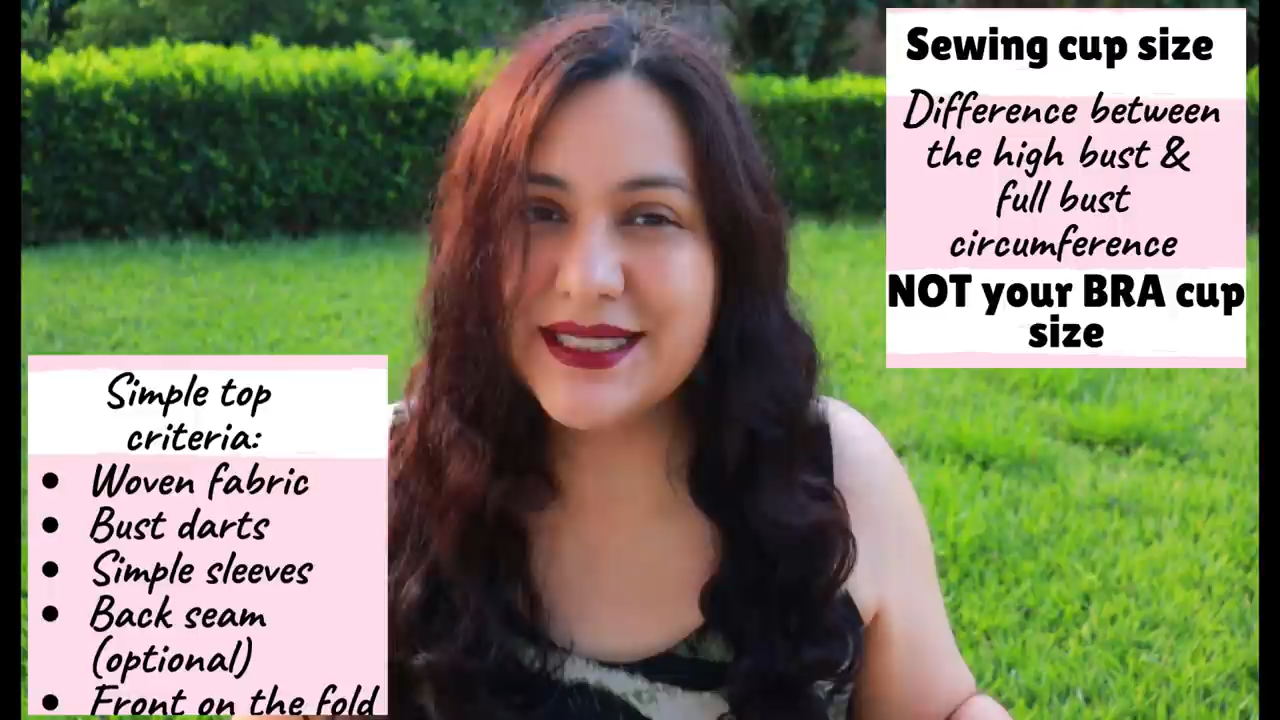 Sewing cup size
Difference between
the high bust &
full bust
circumference
NOT your BRA cup
size
Simple top
criteria:
• Woven fabric
• Bust darts
• Simple sleeves
• Back seam
(optional)
• Front on the fold